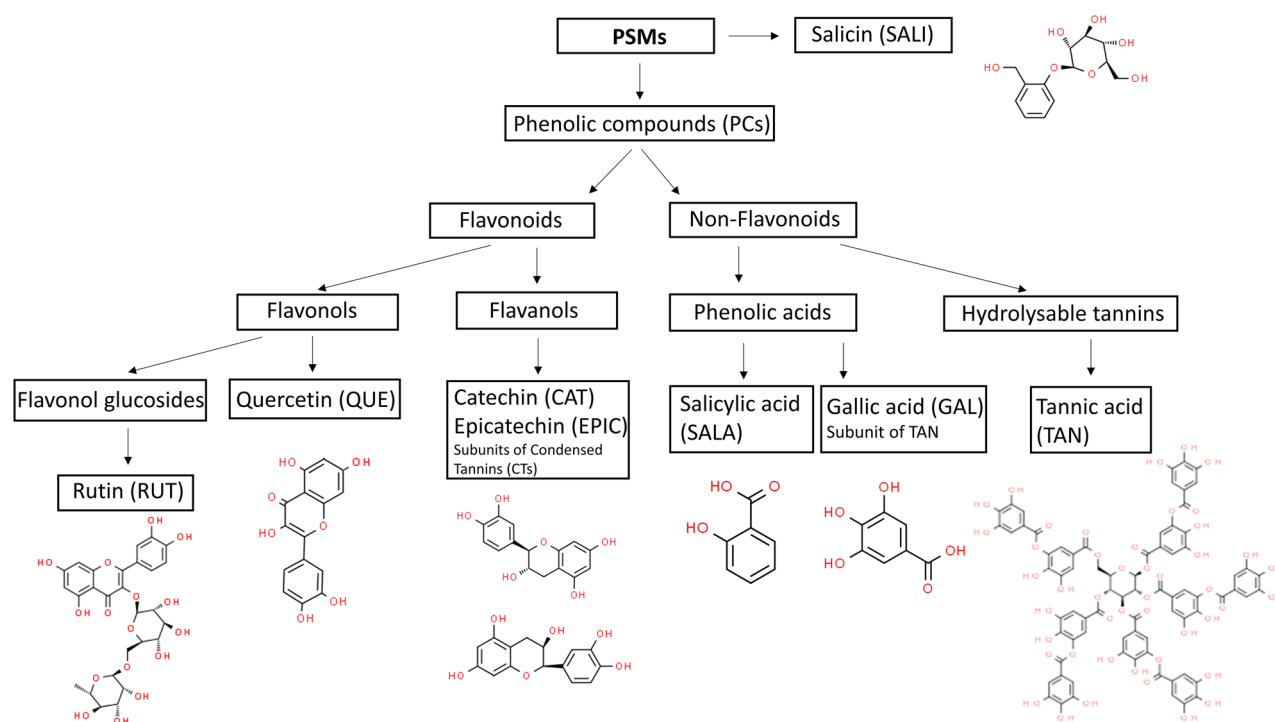 PSMs
Salicin (SALI)
Phenolic compounds (PCs)
Flavonoids
Non-Flavonoids
Flavonols
Flavanols
Phenolic acids
Hydrolysable tannins
Flavonol glucosides
Quercetin (QUE)
Catechin (CAT)
Epicatechin (EPIC)
Subunits of Condensed
Tannins (CTs)
Salicylic acid
(SALA)
Gallic acid (GAL)
Subunit of TAN
Tannic acid
(TAN)
Rutin (RUT)